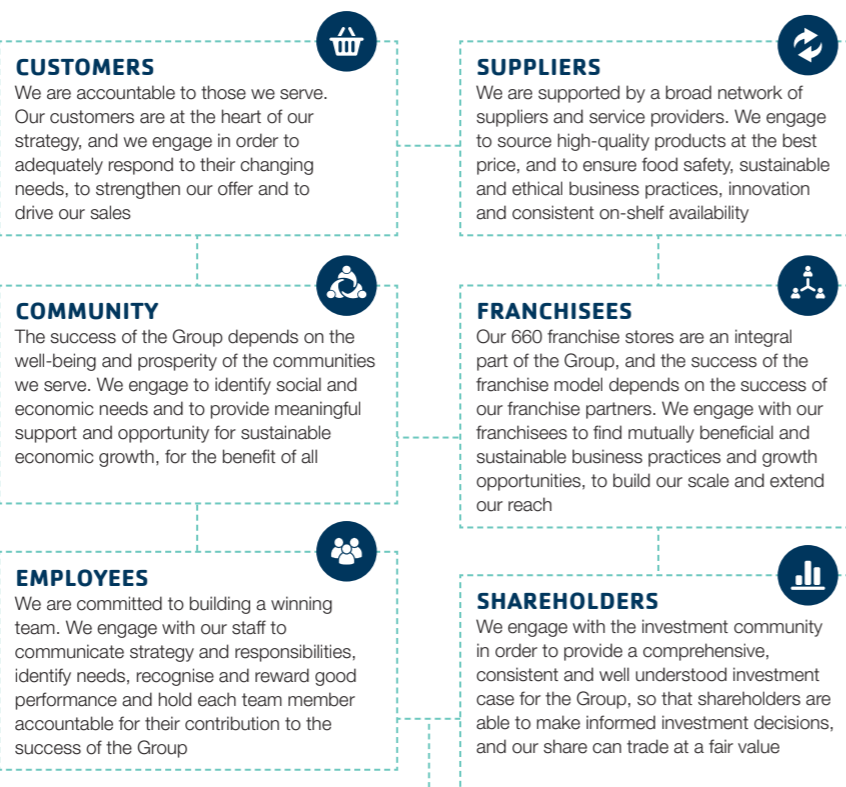 CUSTOMERS
We are accountable to those we serve.
Our customers are at the heart of our
strategy, and we engage in order to
adequately respond to their changing
needs, to strengthen our offer and to
drive our sales
SUPPLIERS
We are supported by a broad network of
suppliers and service providers. We engage
to source high-quality products at the best
price, and to ensure food safety, sustainable
and ethical business practices, innovation
and consistent on-shelf availability
COMMUNITY
The success of the Group depends on the
well-being and prosperity of the communities
we serve. We engage to identify social and
economic needs and to provide meaningful
support and opportunity for sustainable
economic growth, for the benefit of all
FRANCHISEES
Our 660 franchise stores are an integral
part of the Group, and the success of the
franchise model depends on the success of
our franchise partners. We engage with our
franchisees to find mutually beneficial and
sustainable business practices and growth
opportunities, to build our scale and extend
our reach
EMPLOYEES
We are committed to building a winning
team. We engage with our staff to
communicate strategy and responsibilities,
identify needs, recognise and reward good
performance and hold each team member
accountable for their contribution to the
success of the Group
SHAREHOLDERS
We engage with the investment community
in order to provide a comprehensive,
consistent and well understood investment
case for the Group, so that shareholders are
able to make informed investment decisions,
and our share can trade at a fair value